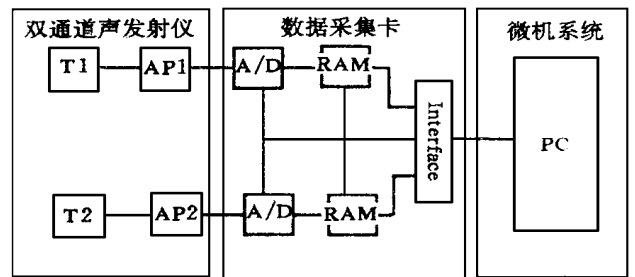 双通道声发射仪
数据采集卡
微机系统
T1
AP1
A/D
RAM
Interface
PC
T2
AP2
A/D
RAM